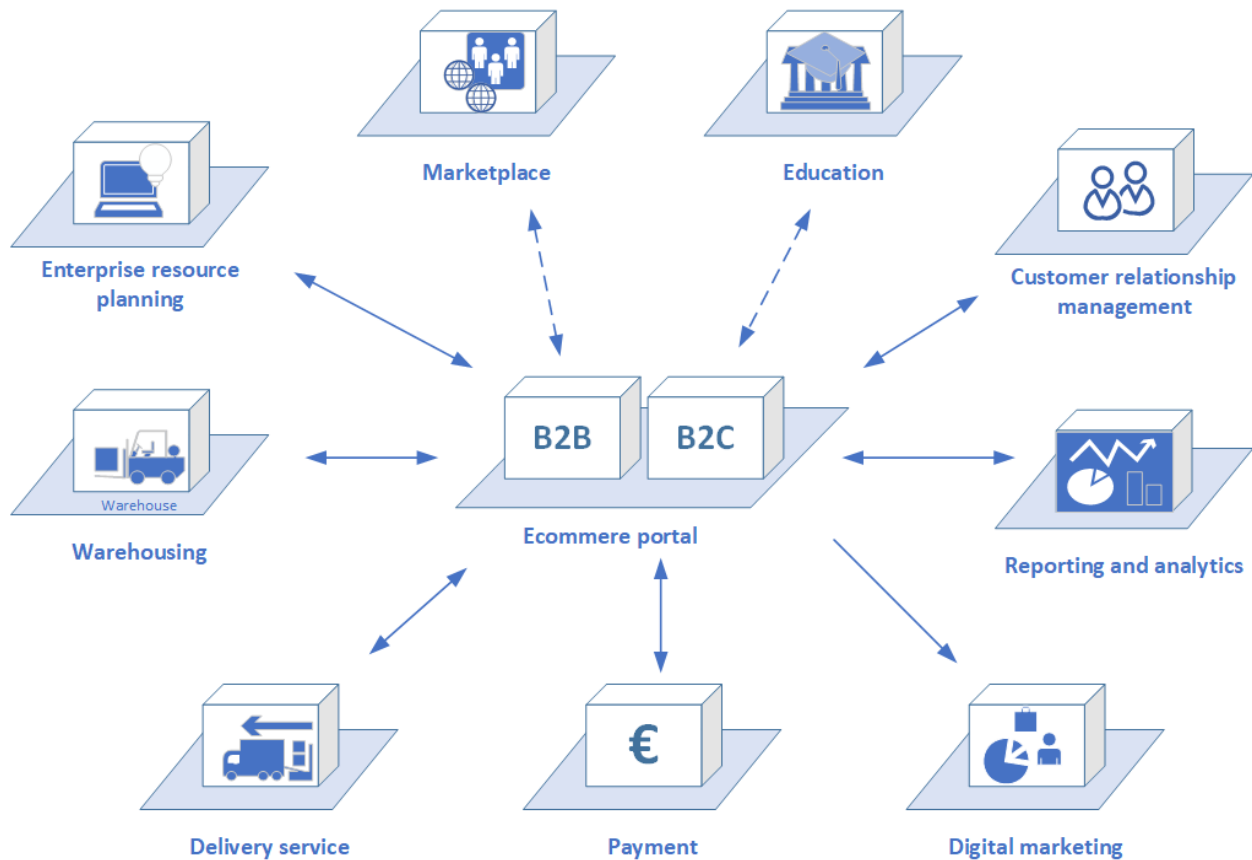 Marketplace
Education
Enterprise resource
planning
Customer relationship
management
B2B
B2C
Ecommere portal
Warehouse
Warehousing
Reporting and analytics
€
Delivery service
Payment
Digital marketing